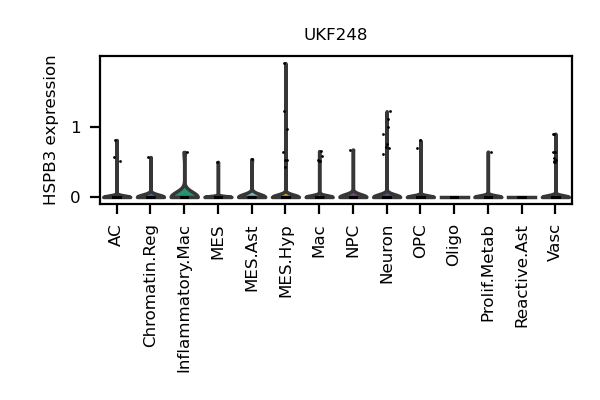 UKF248
HSPB3 expression
1
0
AC
Chromatin.Reg
Inflammatory.Mac
MES
MES.Ast
MES.Hyp
Mac
NPC
Neuron
OPC
Oligo
Prolif.Metab
Reactive.Ast
Vasc